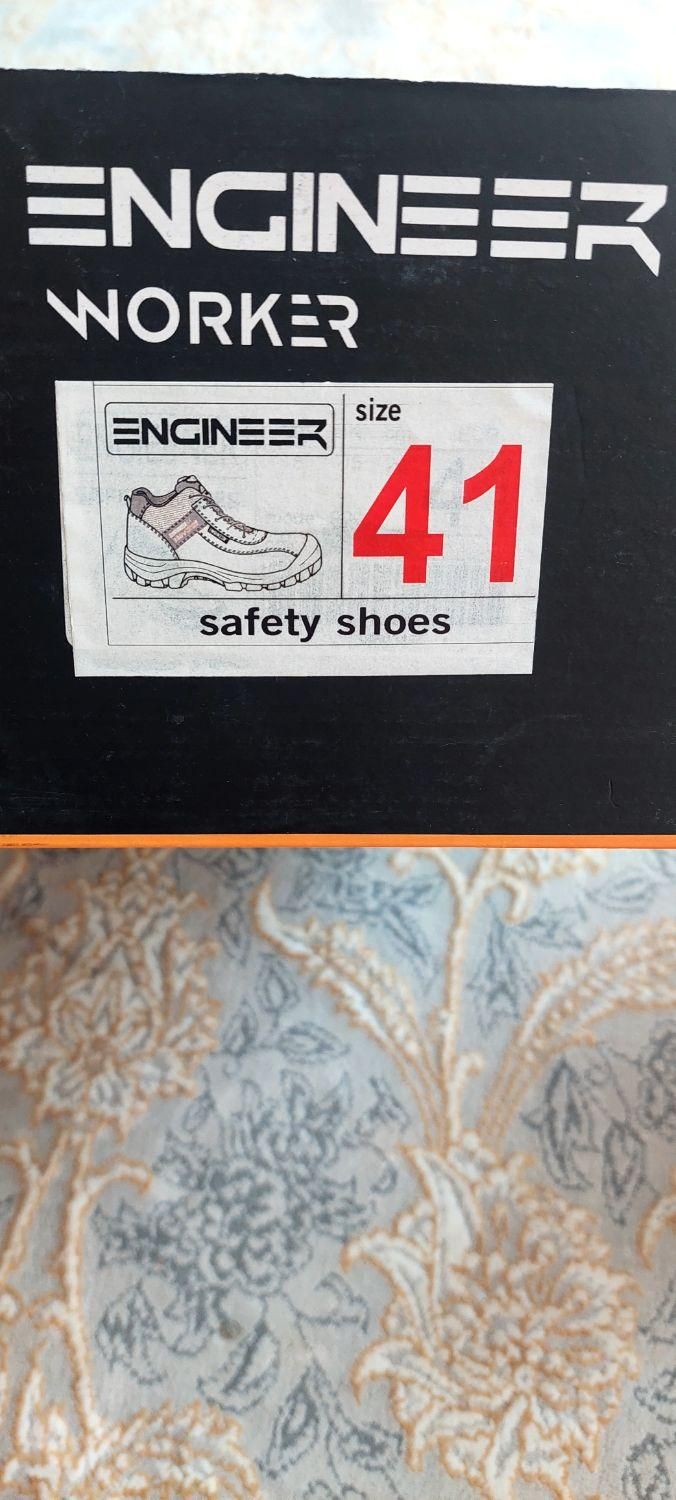 ENGINEER
WORKER
ENGINEER
size
41
safety shoes